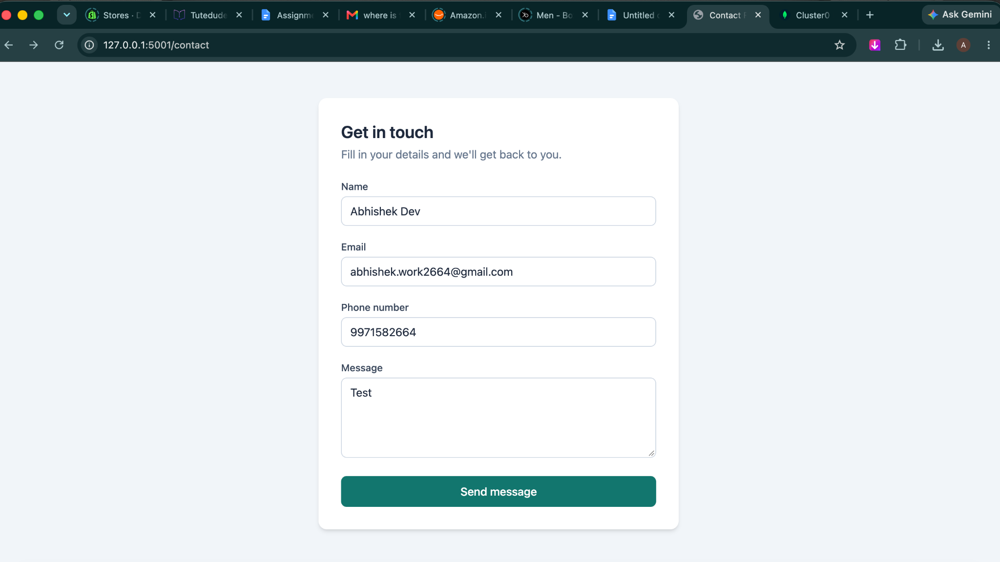 Stores · D
Tutedude
Assignme
where is
Amazon.i
Men - Bo
Untitled
Contact F
Cluster0
Ask Gemini
127.0.0.1:5001/contact
A
Get in touch
Fill in your details and we'll get back to you.
Name
Abhishek Dev
Email
abhishek.work2664@gmail.com
Phone number
9971582664
Message
Test
Send message